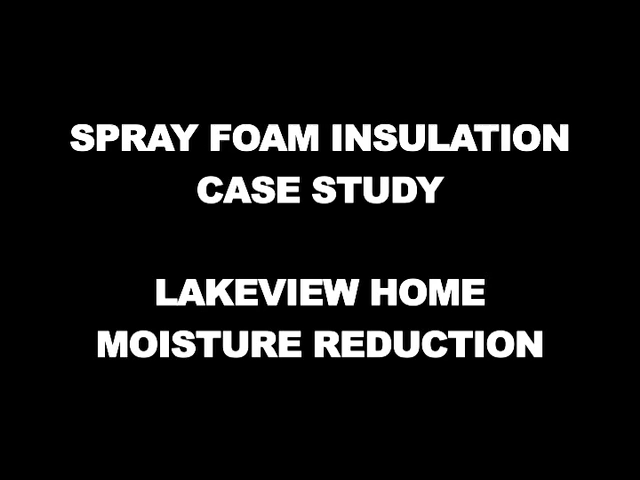 SPRAY FOAM INSULATION
CASE STUDY
LAKEVIEW HOME
MOISTURE REDUCTION